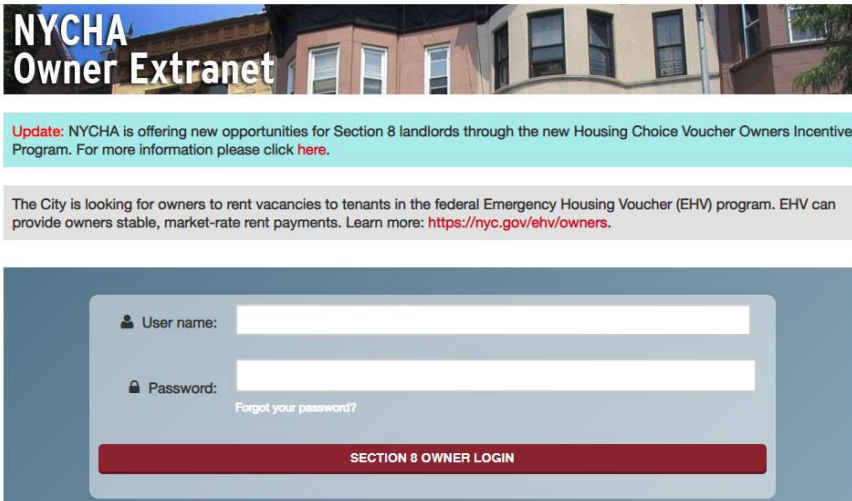 NYCHA
Owner Extranet
Update: NYCHA is offering new opportunities for Section 8 landlords through the new Housing Choice Voucher Owners Incentive
Program. For more information please click here.
The City is looking for owners to rent vacancies to tenants in the federal Emergency Housing Voucher (EHV) program. EHV can
provide owners stable, market-rate rent payments. Learn more: https://nyc.gov/ehv/owners.
User name:
Password:
Forgot your password?
SECTION 8 OWNER LOGIN